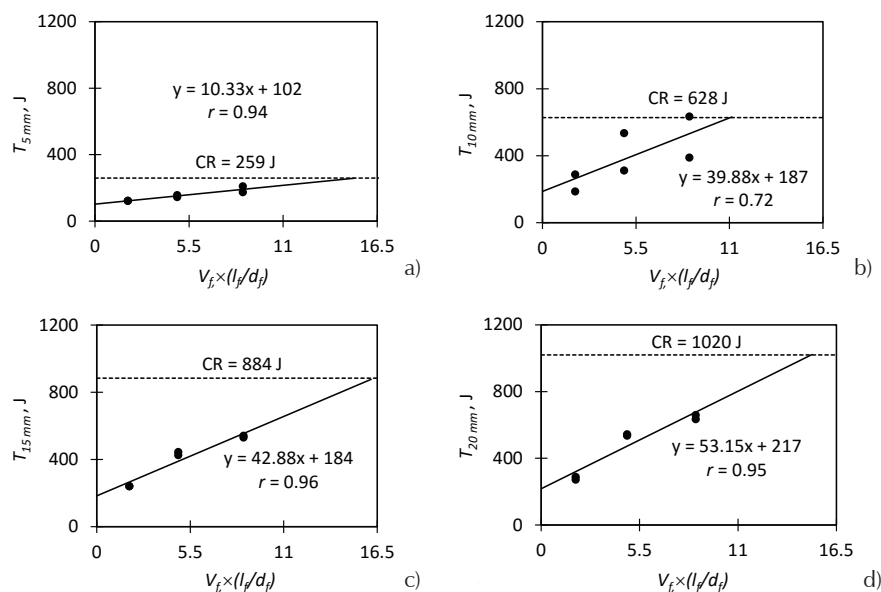 1200
800
400
0
T5 mm, J
y = 10.33x + 102
r = 0.94
CR = 259 J
0 5.5 11 16.5
Vf,×(lf/df)
a)
1200
800
400
0
T10 mm, J
CR = 628 J
y = 39.88x + 187
r = 0.72
0 5.5 11 16.5
Vf,×(lf/df)
b)
1200
800
400
0
T15 mm, J
CR = 884 J
y = 42.88x + 184
r = 0.96
0 5.5 11 16.5
Vf,×(lf/df)
c)
1200
800
400
0
T20 mm, J
CR = 1020 J
y = 53.15x + 217
r = 0.95
0 5.5 11 16.5
Vf,×(lf/df)
d)